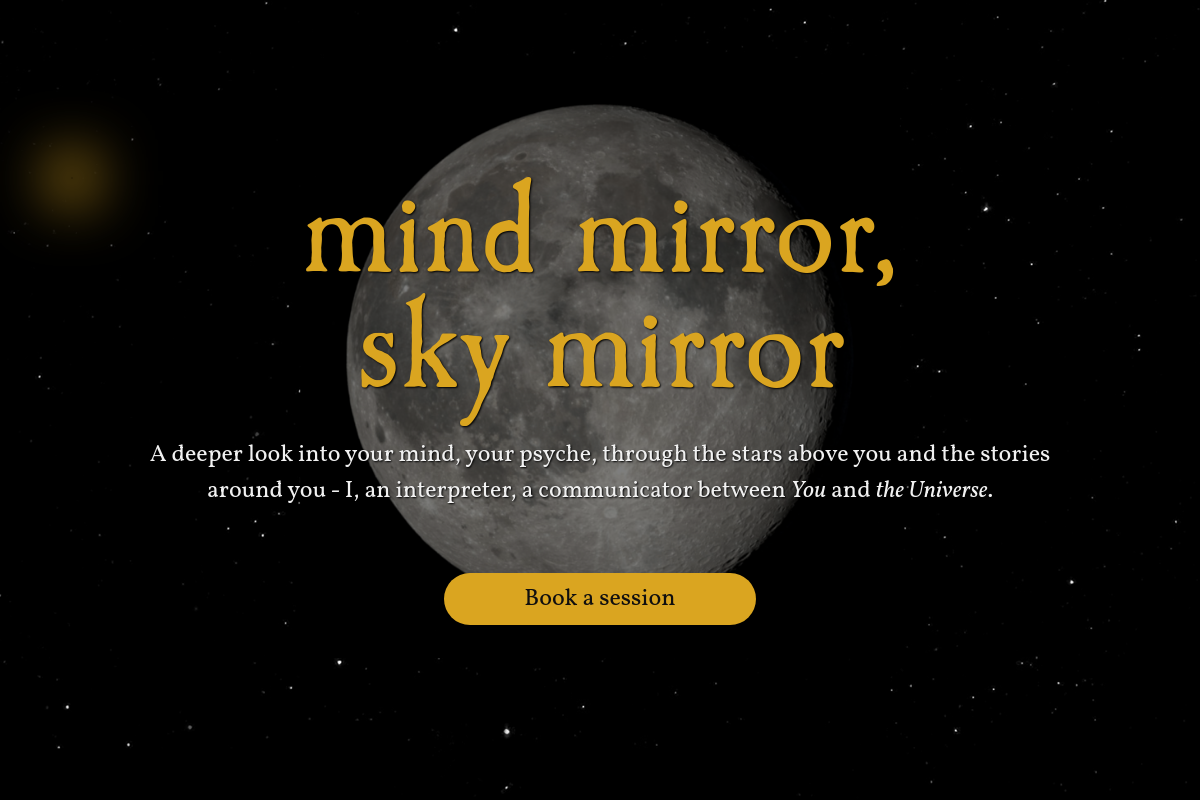 mind mirror,
sky mirror
A deeper look into your mind, your psyche, through the stars above you and the stories
around you - I, an interpreter, a communicator between You and the Universe.
Book a session